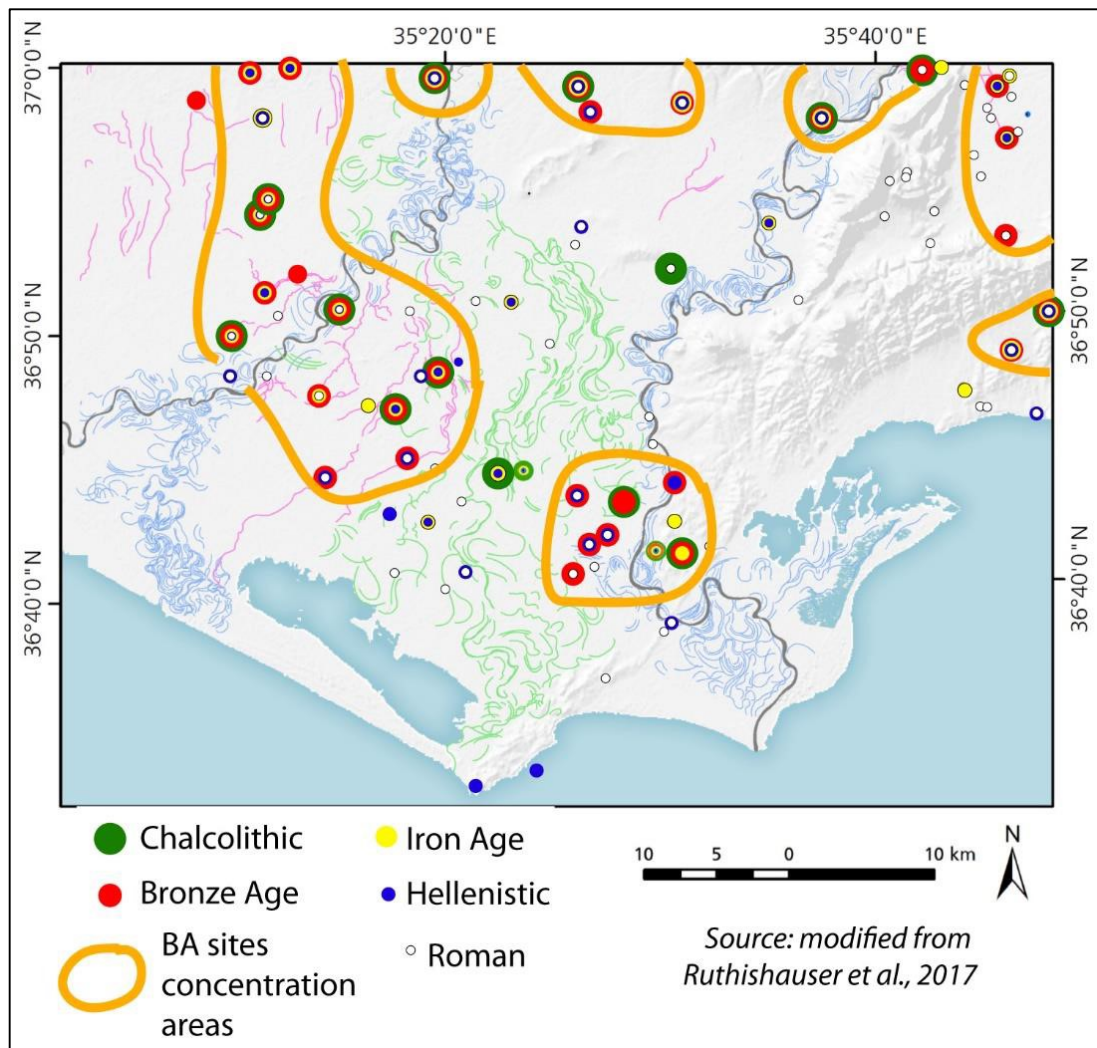 35°20'0"E
35°40'0"E
37°0'0"N
36°50'0"N
36°40'0"N
36°50'0"N
36°40'0"N
Chalcolithic
Iron Age
Bronze Age
Hellenistic
BA sites
concentration
areas
Roman
10 5 0 10 km
N
Source: modified from
Ruthishauser et al., 2017